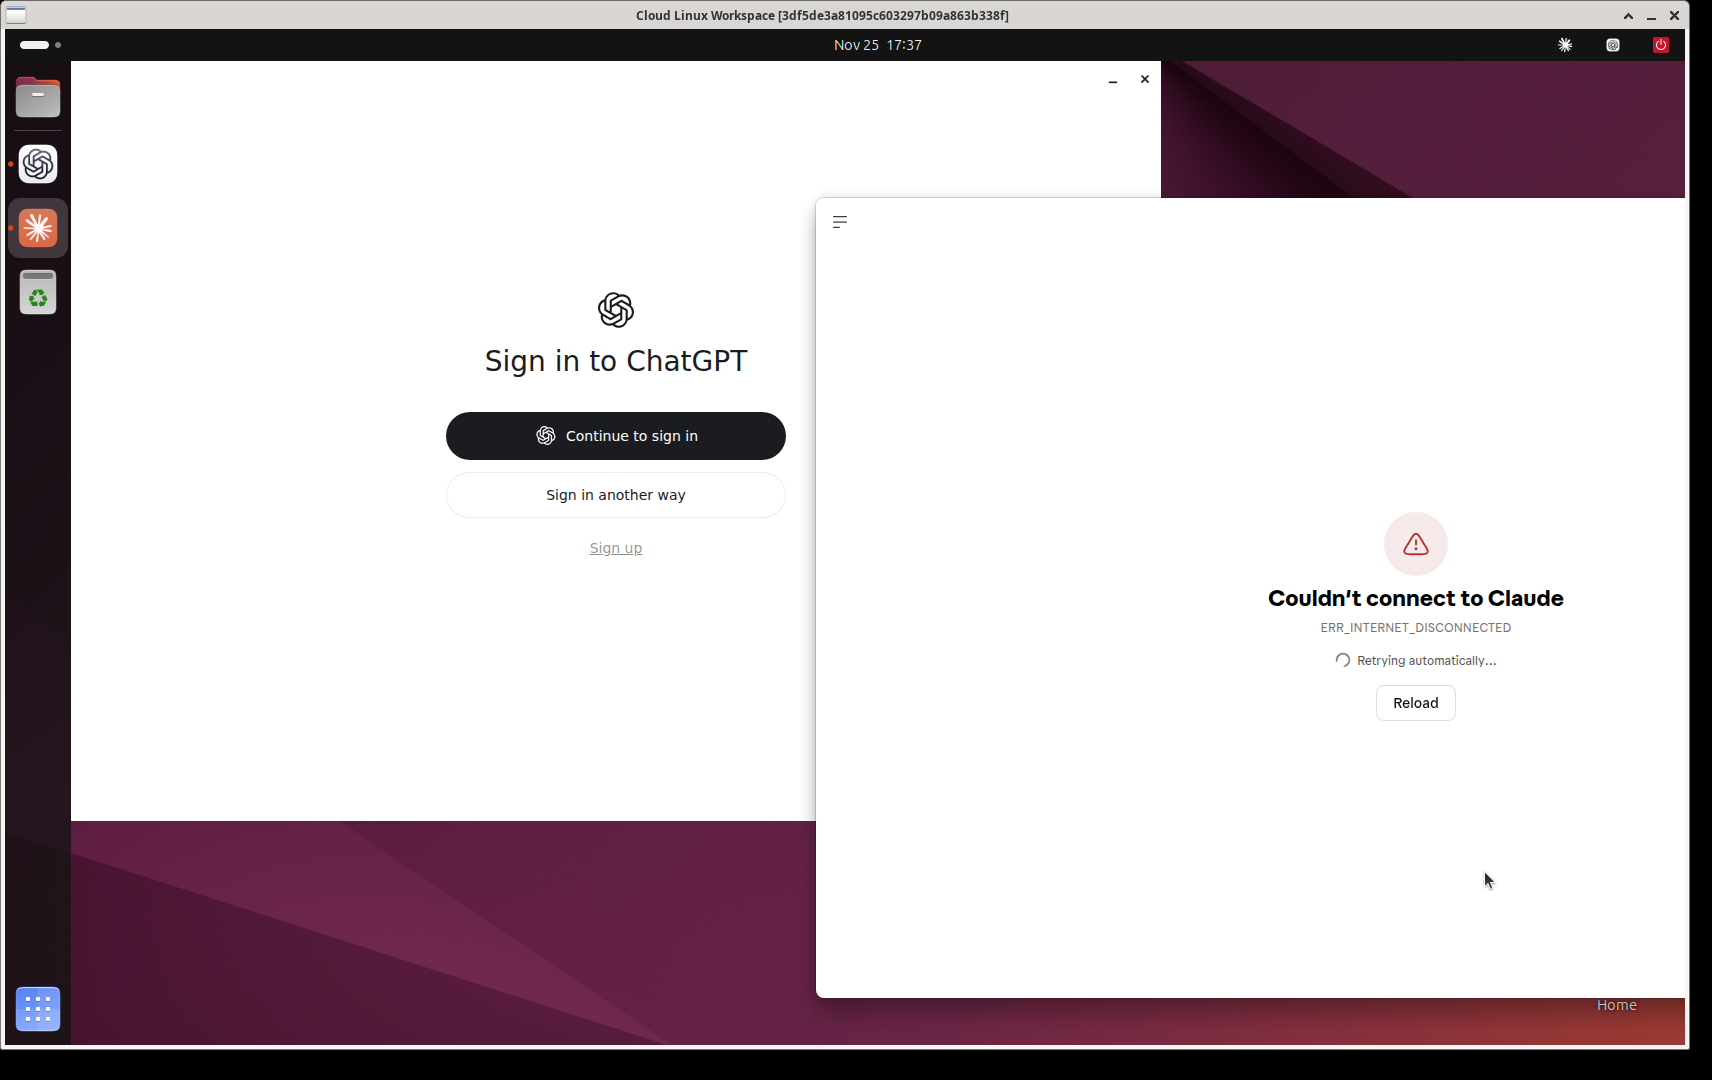 Cloud Linux Workspace [3df5de3a81095c603297b09a863b338f]
Nov 25 17:37
Sign in to ChatGPT
Continue to sign in
Sign in another way
Sign up
Couldn't connect to Claude
ERR_INTERNET_DISCONNECTED
Retrying automatically...
Reload
Home